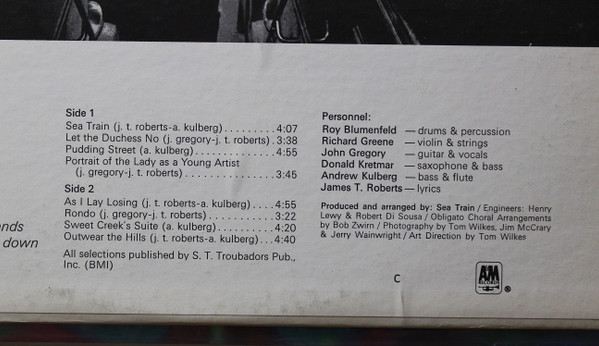 Side 1
Sea Train (j. t. roberts-a. kulberg).........4:07
Let the Duchess No (j. gregory-j. t. roberts).3:38
Pudding Street (a. kulberg)..............4:55
Portrait of the Lady as a Young Artist
(j. gregory-j. t. roberts)................3:45
Side 2
As I Lay Losing (j. t. roberts-a. kulberg)....4:55
Rondo (j. gregory-j. t. roberts)..........3:22
Sweet Creek's Suite (a. kulberg)..........4:20
Outwear the Hills (j. t. roberts-a. kulberg)...4:40
All selections published by S. T. Troubadors Pub.,
Inc. (BMI)
down
Personnel:
Roy Blumenfeld — drums & percussion
Richard Greene — violin & strings
John Gregory — guitar & vocals
Donald Kretmar — saxophone & bass
Andrew Kulberg — bass & flute
James T. Roberts — lyrics
Produced and arranged by: Sea Train / Engineers: Henry
Lewy & Robert Di Sousa / Obligato Choral Arrangements
by Bob Zwirn / Photography by Tom Wilkes, Jim McCrary
& Jerry Wainwright / Art Direction by Tom Wilkes
C
A&M
RECORDS
®